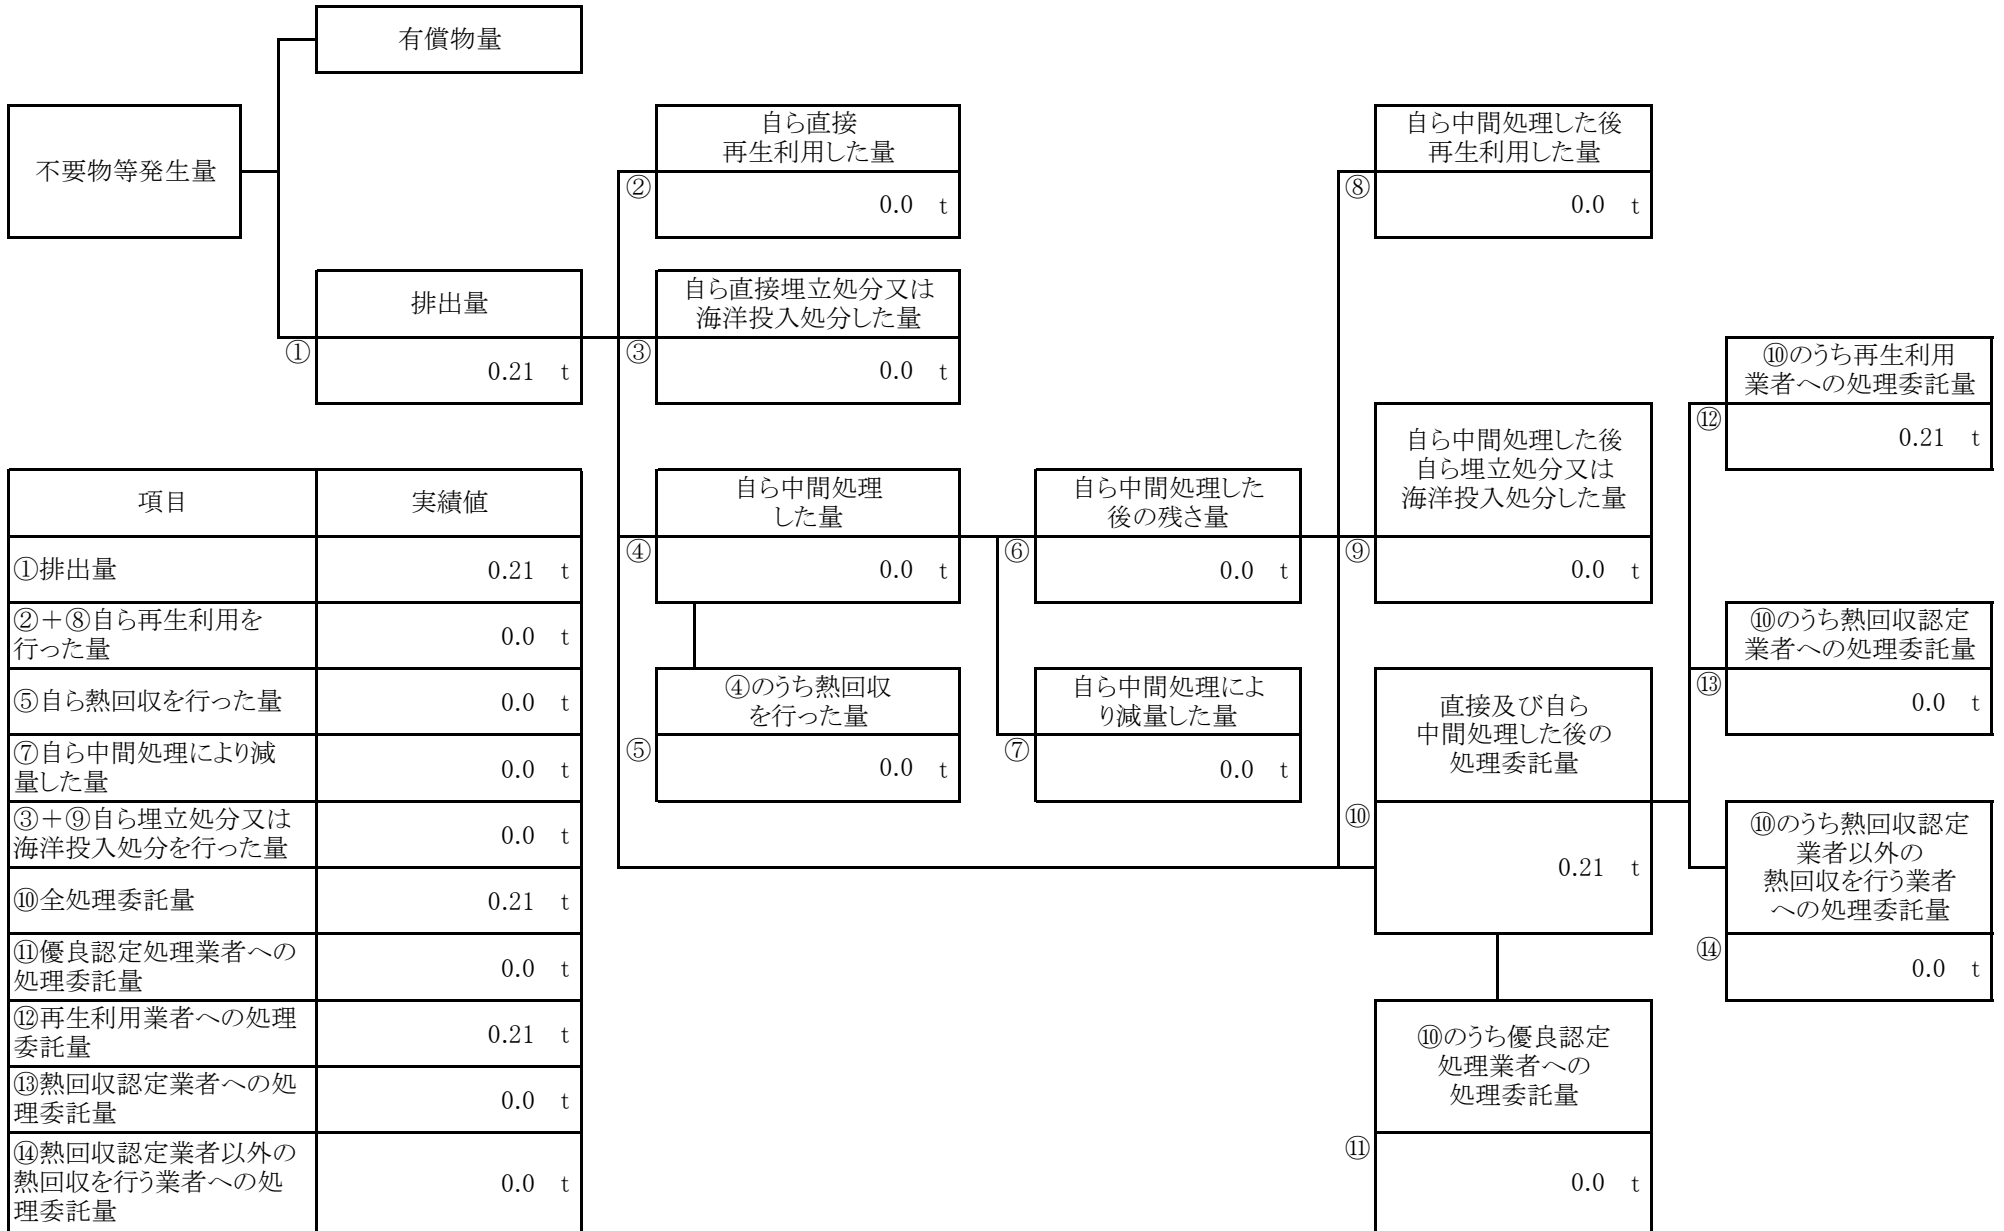 有償物量
不要物等発生量
排出量
①
0.21 t
自ら直接
再生利用した量
②
0.0 t
自ら直接埋立処分又は
海洋投入処分した量
③
0.0 t
自ら中間処理
した量
④
0.0 t
④のうち熱回収
を行った量
⑤
0.0 t
自ら中間処理した
後の残さ量
⑥
0.0 t
自ら中間処理によ
り減量した量
⑦
0.0 t
自ら中間処理した後
再生利用した量
⑧
0.0 t
自ら中間処理した後
自ら埋立処分又は
海洋投入処分した量
⑨
0.0 t
直接及び自ら
中間処理した後の
処理委託量
⑩
0.21 t
⑩のうち優良認定
処理業者への
処理委託量
⑪
0.0 t
⑩のうち再生利用
業者への処理委託量
⑫
0.21 t
⑩のうち熱回収認定
業者への処理委託量
⑬
0.0 t
⑩のうち熱回収認定
業者以外の
熱回収を行う業者
への処理委託量
⑭
0.0 t
項目 実績値
①排出量 0.21 t
②＋⑧自ら再生利用を
行った量 0.0 t
⑤自ら熱回収を行った量 0.0 t
⑦自ら中間処理により減
量した量 0.0 t
③＋⑨自ら埋立処分又は
海洋投入処分を行った量 0.0 t
⑩全処理委託量 0.21 t
⑪優良認定処理業者への
処理委託量 0.0 t
⑫再生利用業者への処理
委託量 0.21 t
⑬熱回収認定業者への処
理委託量 0.0 t
⑭熱回収認定業者以外の
熱回収を行う業者への処
理委託量 0.0 t